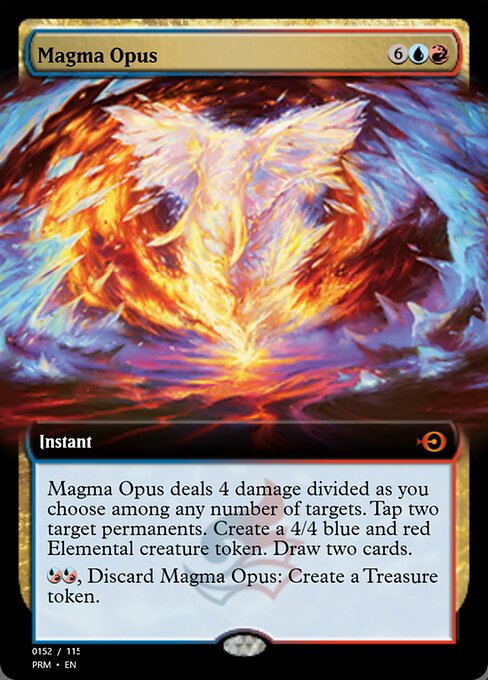 Magma Opus 6
Instant
Magma Opus deals 4 damage divided as you
choose among any number of targets. Tap two
target permanents. Create a 4/4 blue and red
Elemental creature token. Draw two cards.
, Discard Magma Opus: Create a Treasure
token.
0152 / 115
PRM • EN